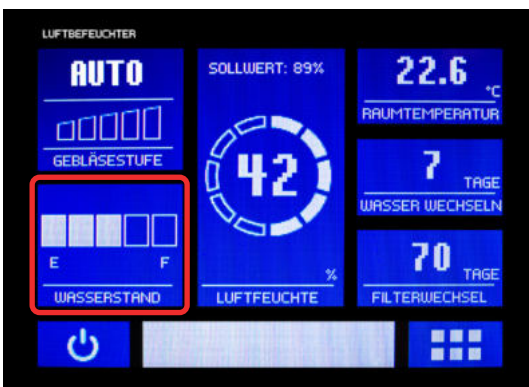 LUFTBEFEUCHTER
AUTO
GEBLÄSESTUFE
E F
WASSERSTAND
SOLLWERT: 89%
42
%
LUFTFEUCHTE
22.6 °C
RAUMTEMPERATUR
7 TAGE
WASSER WECHSELN
70 TAGE
FILTERWECHSEL